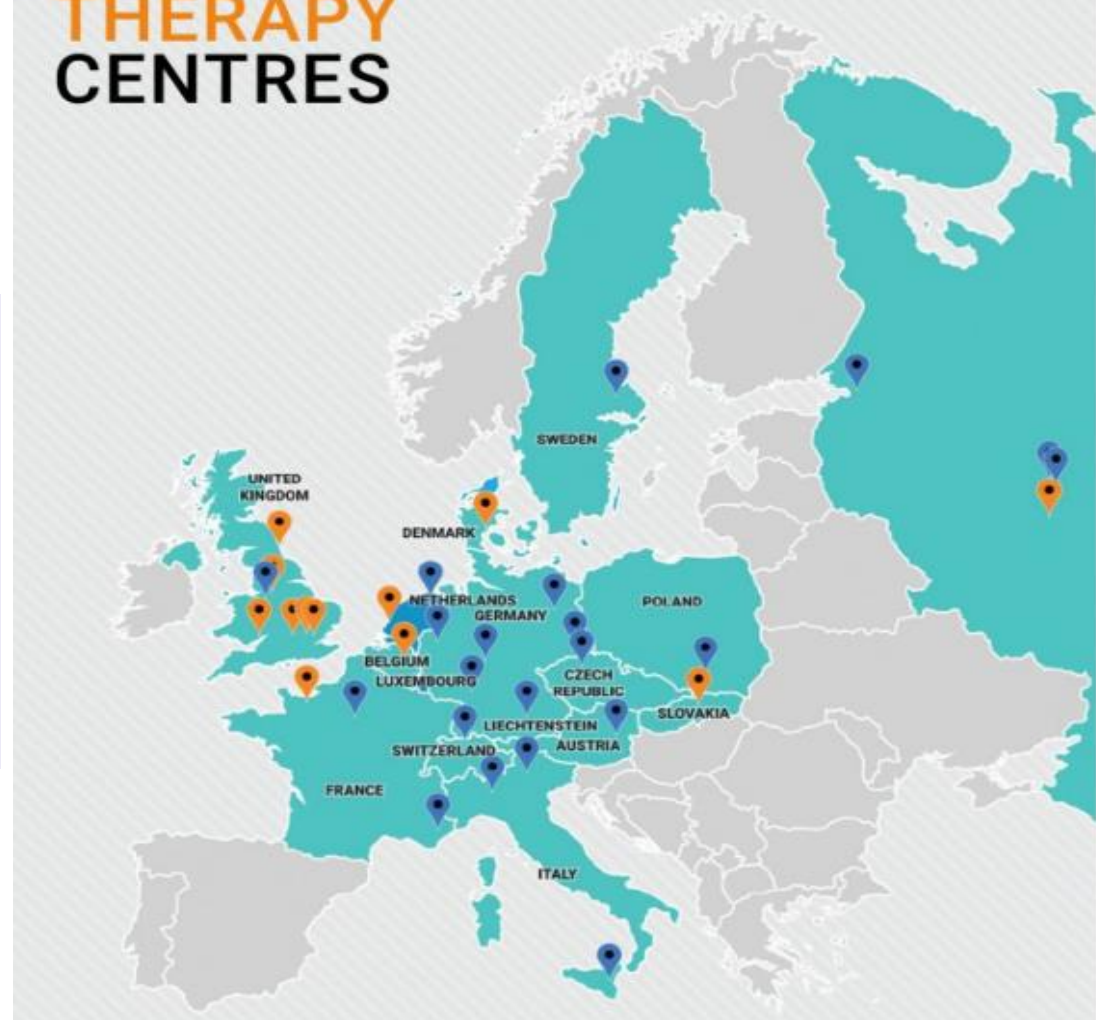 THERAPY
CENTRES
SWEDEN
UNITED
KINGDOM
DENMARK
NETHERLANDS
GERMANY
POLAND
BELGIUM
LUXEMBOURG
CZECH
REPUBLIC
SLOVAKIA
LIECHTENSTEIN
SWITZERLAND
AUSTRIA
FRANCE
ITALY